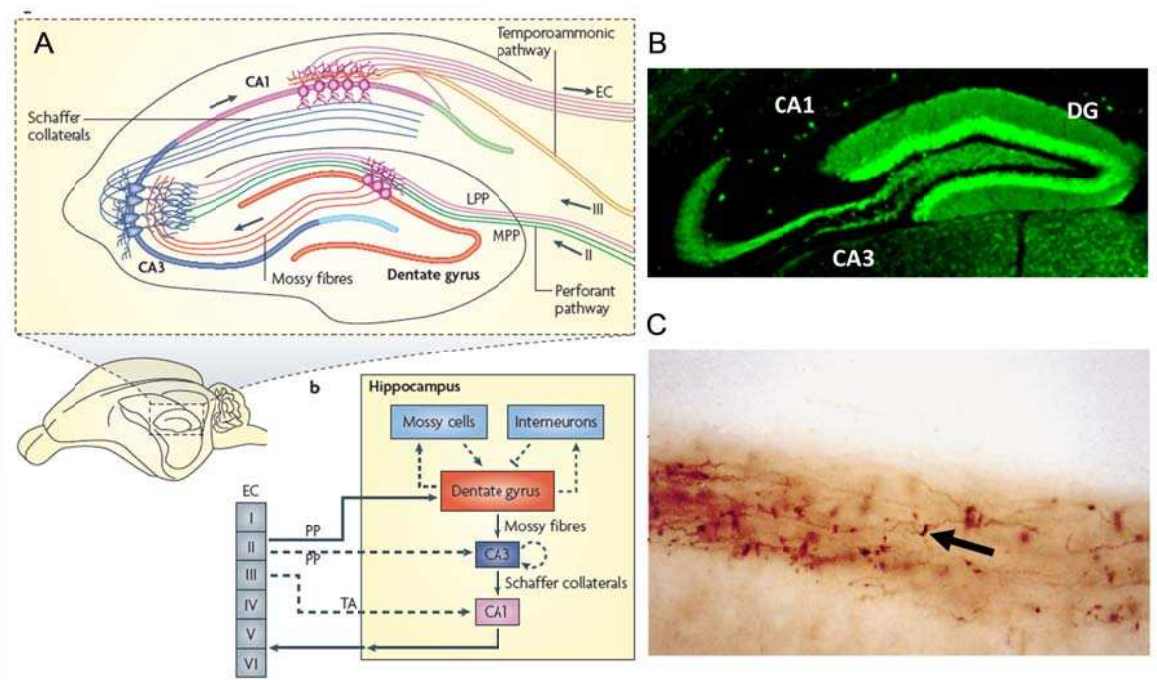 A
Temporoammonic
pathway
CA1
EC
Schaffer
collaterals
LPP
III
MPP
II
CA3
Mossy fibres
Dentate gyrus
Perforant
pathway
B
CA1
DG
CA3
C
b
Hippocampus
Mossy cells
Interneurons
Dentate gyrus
Mossy fibres
CA3
Schaffer collaterals
CA1
EC
I
II
III
IV
V
VI
PP
PP
TA